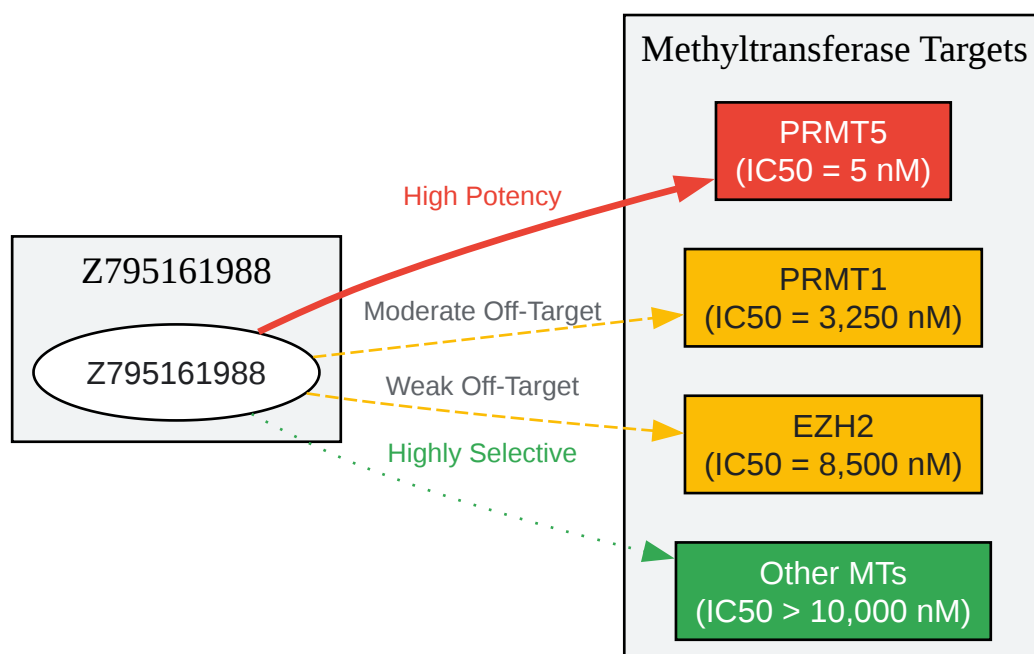 Methyltransferase Targets
PRMT5
(IC50 = 5 nM)
High Potency
Z795161988
PRMT1
(IC50 = 3,250 nM)
Moderate Off-Target
Z795161988
Weak Off-Target
EZH2
(IC50 = 8,500 nM)
Highly Selective
Other MTs
(IC50 > 10,000 nM)